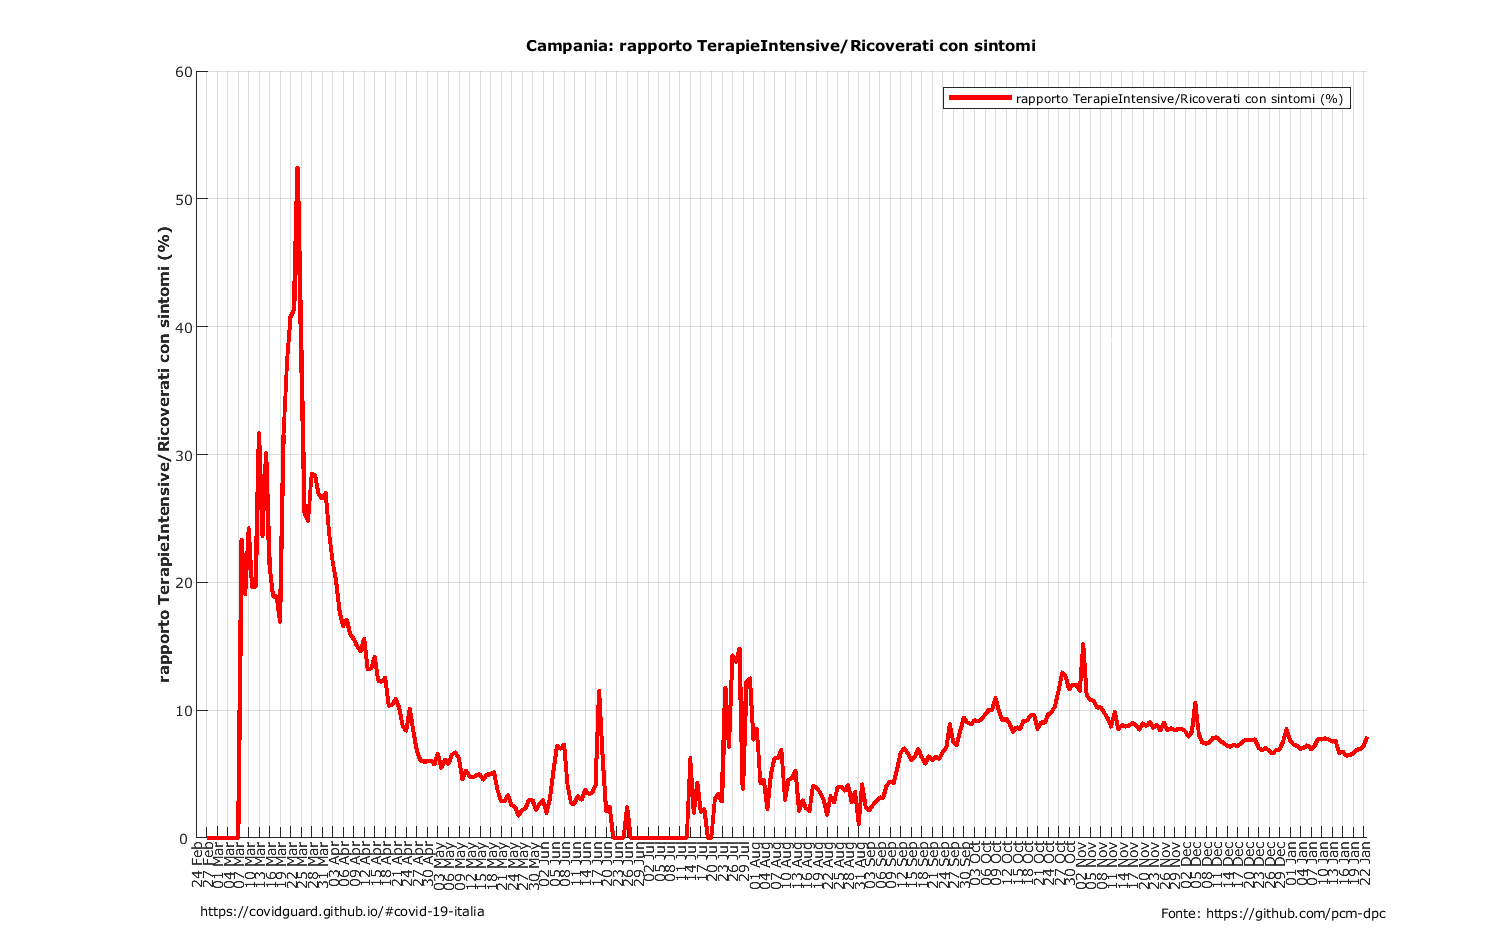 Campania: rapporto TerapieIntensive/Ricoverati con sintomi
rapporto TerapieIntensive/Ricoverati con sintomi (%)
rapporto TerapieIntensive/Ricoverati con sintomi (%)
60
50
40
30
20
10
0
24 Feb
27 Feb
01 Mar
04 Mar
07 Mar
10 Mar
13 Mar
16 Mar
19 Mar
22 Mar
25 Mar
28 Mar
31 Mar
03 Apr
06 Apr
09 Apr
12 Apr
15 Apr
18 Apr
21 Apr
24 Apr
27 Apr
30 Apr
03 May
06 May
09 May
12 May
15 May
18 May
21 May
24 May
27 May
30 May
02 Jun
05 Jun
08 Jun
11 Jun
14 Jun
17 Jun
20 Jun
23 Jun
26 Jun
29 Jun
02 Jul
05 Jul
08 Jul
11 Jul
14 Jul
17 Jul
20 Jul
23 Jul
26 Jul
29 Jul
01 Aug
04 Aug
07 Aug
10 Aug
13 Aug
16 Aug
19 Aug
22 Aug
25 Aug
28 Aug
31 Aug
03 Sep
06 Sep
09 Sep
12 Sep
15 Sep
18 Sep
21 Sep
24 Sep
27 Sep
30 Sep
03 Oct
06 Oct
09 Oct
12 Oct
15 Oct
18 Oct
21 Oct
24 Oct
27 Oct
30 Oct
02 Nov
05 Nov
08 Nov
11 Nov
14 Nov
17 Nov
20 Nov
23 Nov
26 Nov
29 Nov
02 Dec
05 Dec
08 Dec
11 Dec
14 Dec
17 Dec
20 Dec
23 Dec
26 Dec
29 Dec
01 Jan
04 Jan
07 Jan
10 Jan
13 Jan
16 Jan
19 Jan
22 Jan
https://covidguard.github.io/#covid-19-italia
Fonte: https://github.com/pcm-dpc